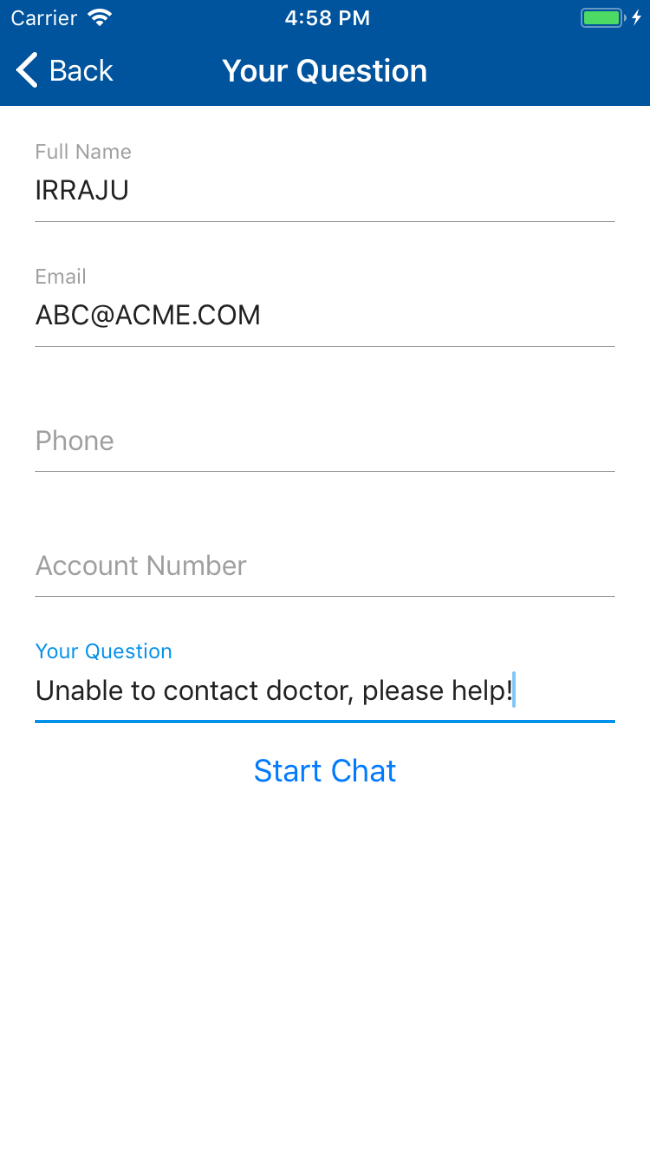 Carrier 4:58 PM
Back Your Question
Full Name
IRRAJU
Email
ABC@ACME.COM
Phone
Account Number
Your Question
Unable to contact doctor, please help!
Start Chat